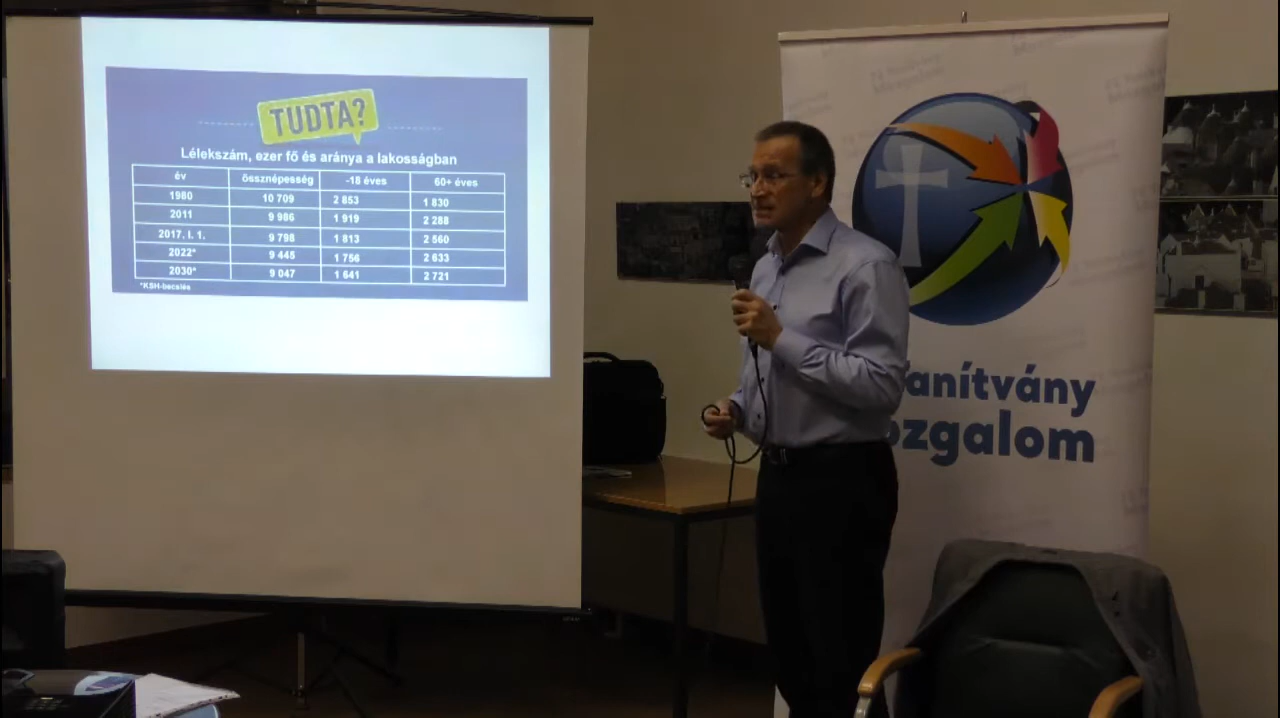 TUDTA?
Lélekszám, ezer fő és aránya a lakosságban
év össznépesség -18 éves 60+ éves
1980 10 709 2 853 1 830
2011 9 986 1 919 2 288
2017. I. 1. 9 798 1 813 2 560
2022* 9 445 1 756 2 633
2030* 9 047 1 641 2 721
*KSH-becslés
anítvány
ozgalom